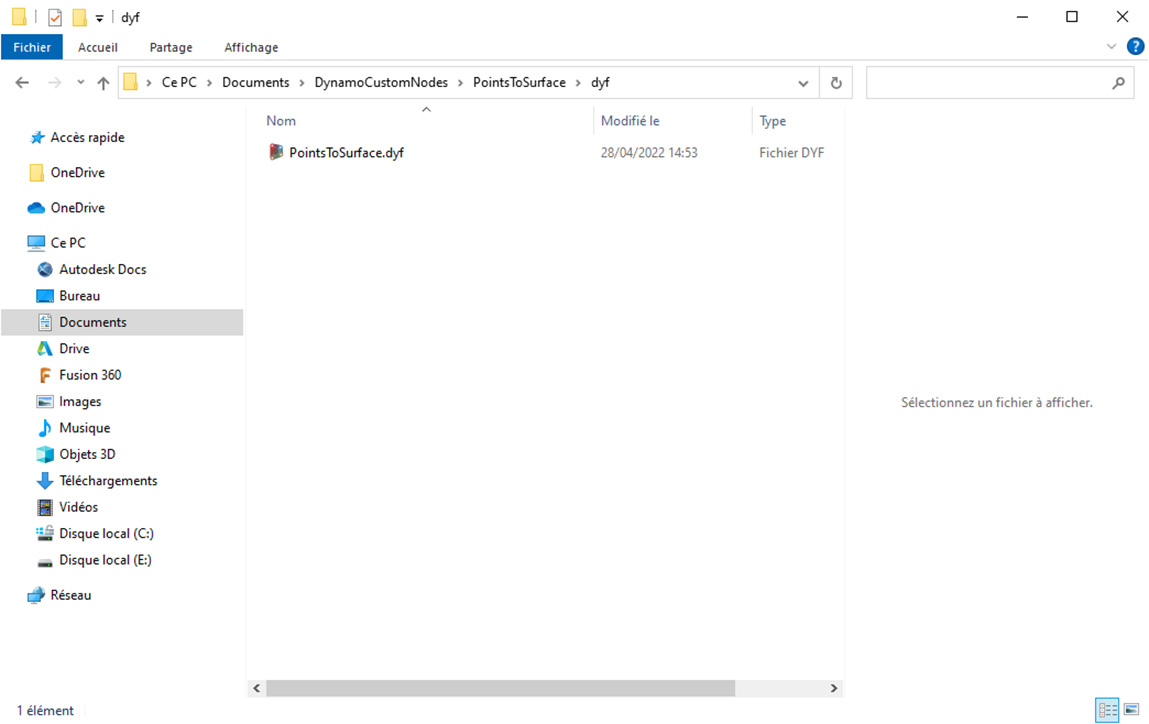 dyf
Fichier Accueil Partage Affichage
Ce PC Documents DynamoCustomNodes PointsToSurface dyf
Nom Modifié le Type
PointsToSurface.dyf 28/04/2022 14:53 Fichier DYF
Accès rapide
OneDrive
OneDrive
Ce PC
Autodesk Docs
Bureau
Documents
Drive
Fusion 360
Images
Musique
Objets 3D
Téléchargements
Vidéos
Disque local (C:)
Disque local (E:)
Réseau
Sélectionnez un fichier à afficher.
1 élément